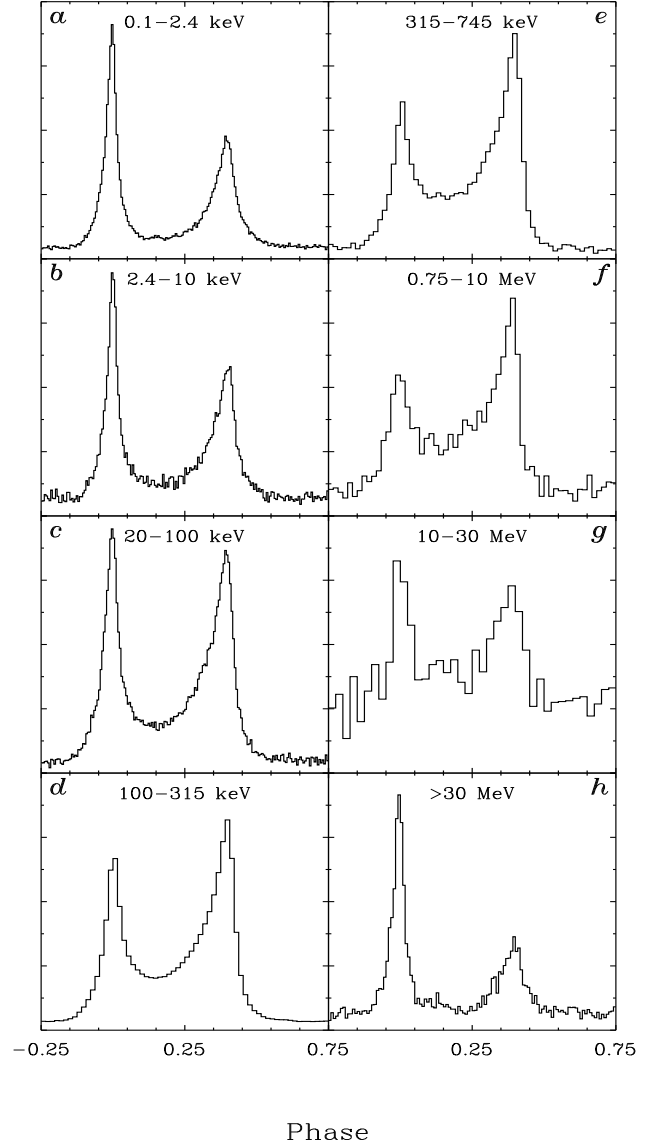 a 0.1−2.4 keV
315−745 keV e
b 2.4−10 keV
0.75−10 MeV f
c 20−100 keV
10−30 MeV g
d 100−315 keV
>30 MeV h
−0.25 0.25 0.75 0.25 0.75
Phase